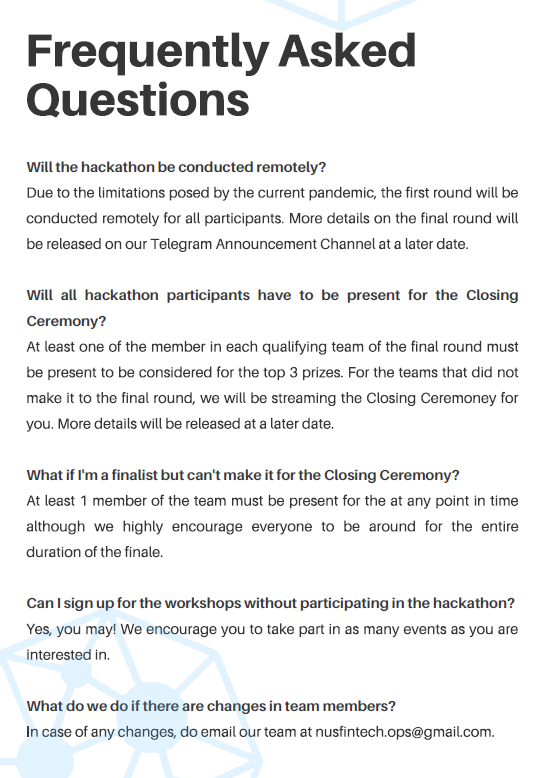 Frequently Asked
Questions
Will the hackathon be conducted remotely?
Due to the limitations posed by the current pandemic, the first round will be
conducted remotely for all participants. More details on the final round will
be released on our Telegram Announcement Channel at a later date.
Will all hackathon participants have to be present for the Closing
Ceremony?
At least one of the member in each qualifying team of the final round must
be present to be considered for the top 3 prizes. For the teams that did not
make it to the final round, we will be streaming the Closing Ceremoney for
you. More details will be released at a later date.
What if I'm a finalist but can't make it for the Closing Ceremony?
At least 1 member of the team must be present for the at any point in time
although we highly encourage everyone to be around for the entire
duration of the finale.
Can I sign up for the workshops without participating in the hackathon?
Yes, you may! We encourage you to take part in as many events as you are
interested in.
What do we do if there are changes in team members?
In case of any changes, do email our team at nusfintech.ops@gmail.com.